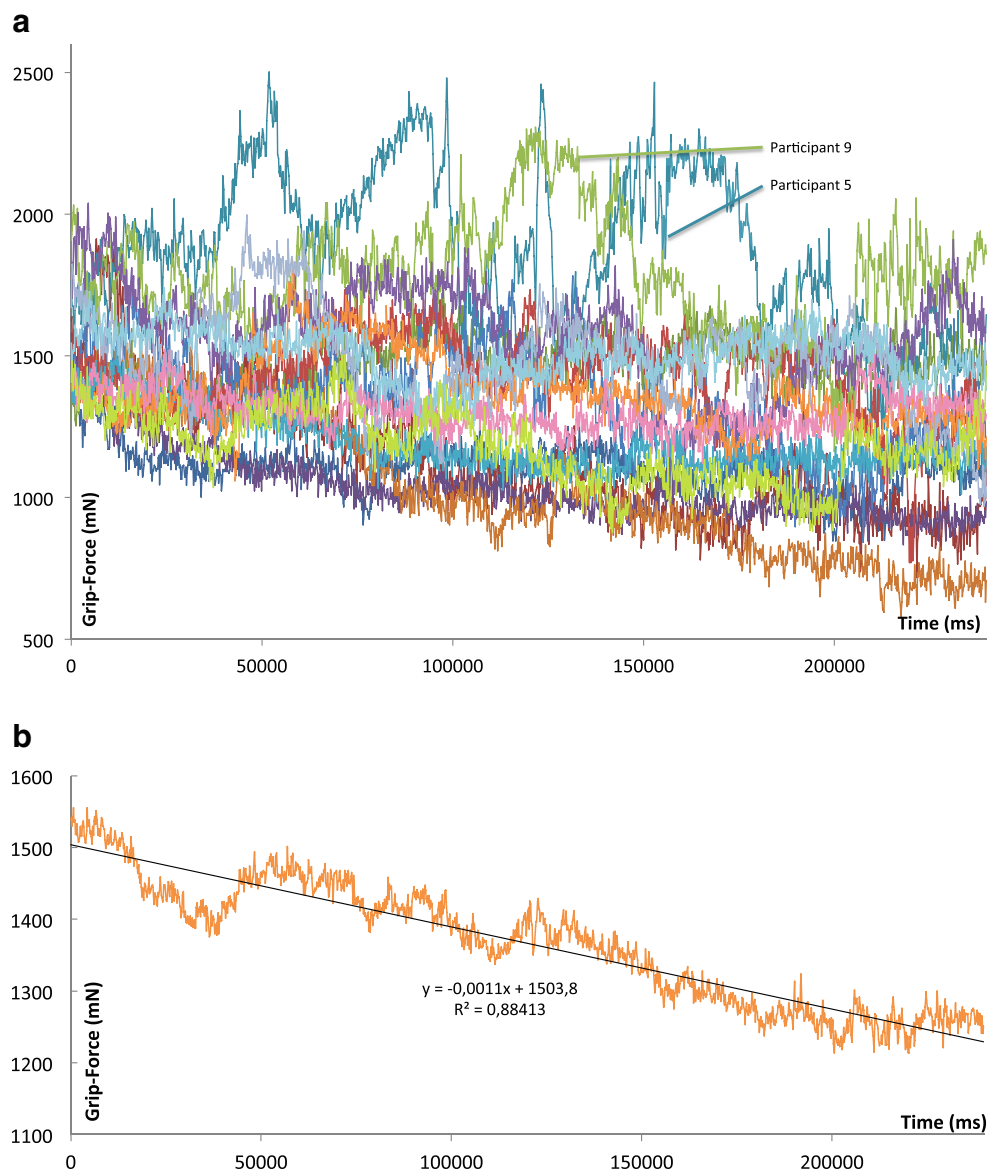 a
2500
2000
1500
1000
500
Grip-Force (mN)
Participant 9
Participant 5
Time (ms)
0 50000 100000 150000 200000
b
1600
1500
1400
1300
1200
1100
Grip-Force (mN)
y = -0,0011x + 1503,8
R² = 0,88413
Time (ms)
0 50000 100000 150000 200000